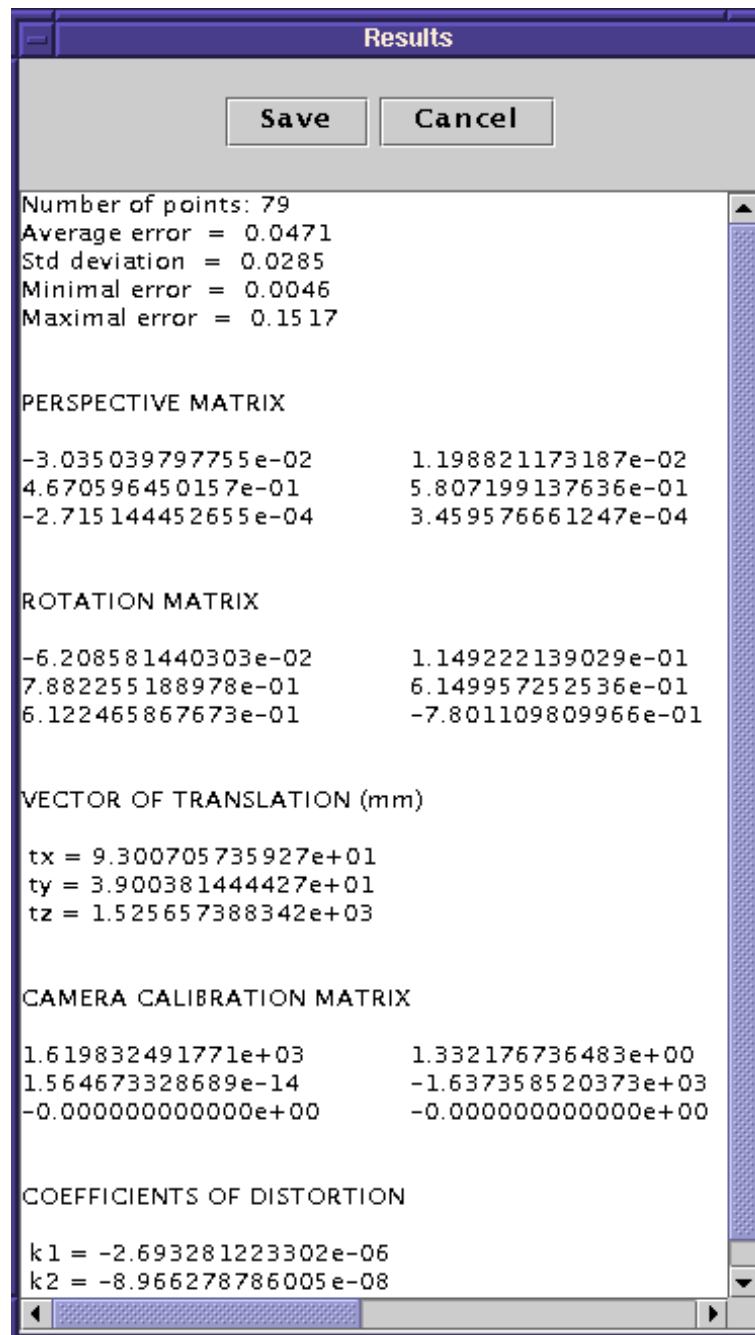 Results
Save Cancel
Number of points: 79
Average error = 0.0471
Std deviation = 0.0285
Minimal error = 0.0046
Maximal error = 0.1517
PERSPECTIVE MATRIX
-3.035039797755e-02 1.198821173187e-02
4.670596450157e-01 5.807199137636e-01
-2.715144452655e-04 3.459576661247e-04
ROTATION MATRIX
-6.208581440303e-02 1.149222139029e-01
7.882255188978e-01 6.149957252536e-01
6.122465867673e-01 -7.801109809966e-01
VECTOR OF TRANSLATION (mm)
tx = 9.300705735927e+01
ty = 3.900381444427e+01
tz = 1.525657388342e+03
CAMERA CALIBRATION MATRIX
1.619832491771e+03 1.332176736483e+00
1.564673328689e-14 -1.637358520373e+03
-0.000000000000e+00 -0.000000000000e+00
COEFFICIENTS OF DISTORTION
k1 = -2.693281223302e-06
k2 = -8.966278786005e-08